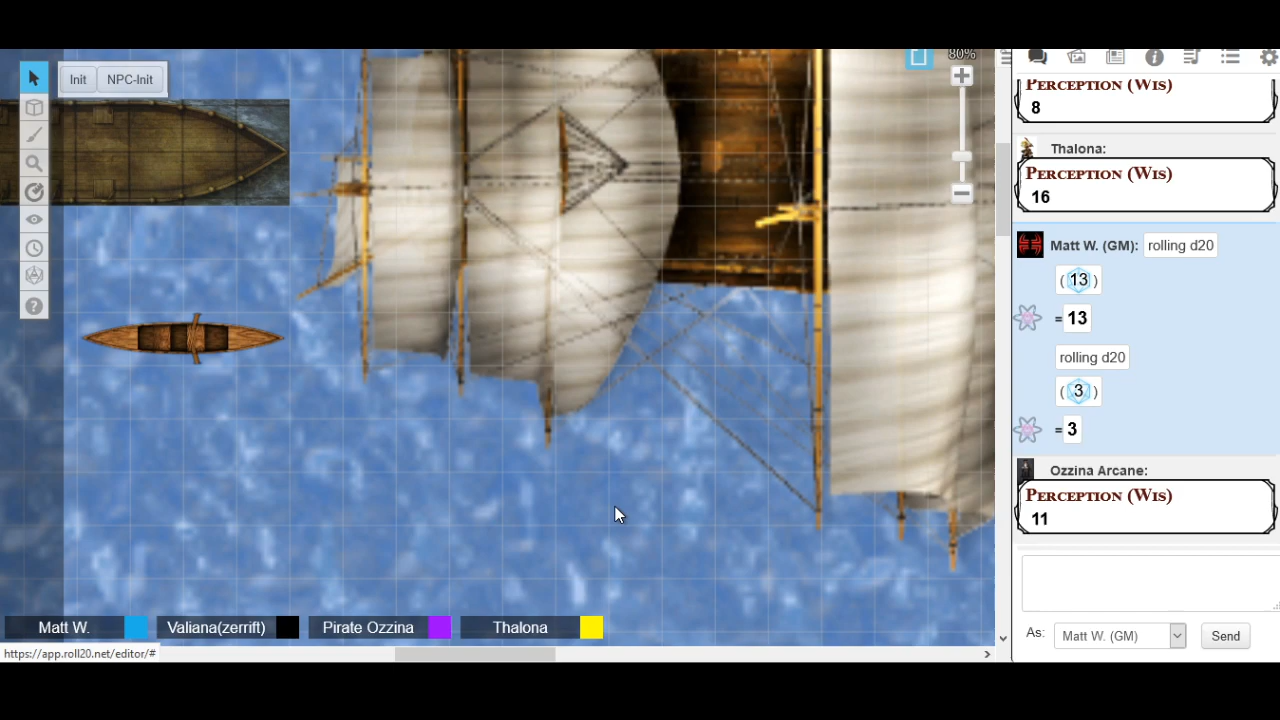 80%
Init NPC-Init
PERCEPTION (WIS)
8
Thalona:
PERCEPTION (WIS)
16
Matt W. (GM): rolling d20
(13)
= 13
rolling d20
(3)
= 3
Ozzina Arcane:
PERCEPTION (WIS)
11
As: Matt W. (GM) Send
Matt W. Valiana(zerrift) Pirate Ozzina Thalona
https://app.roll20.net/editor/#